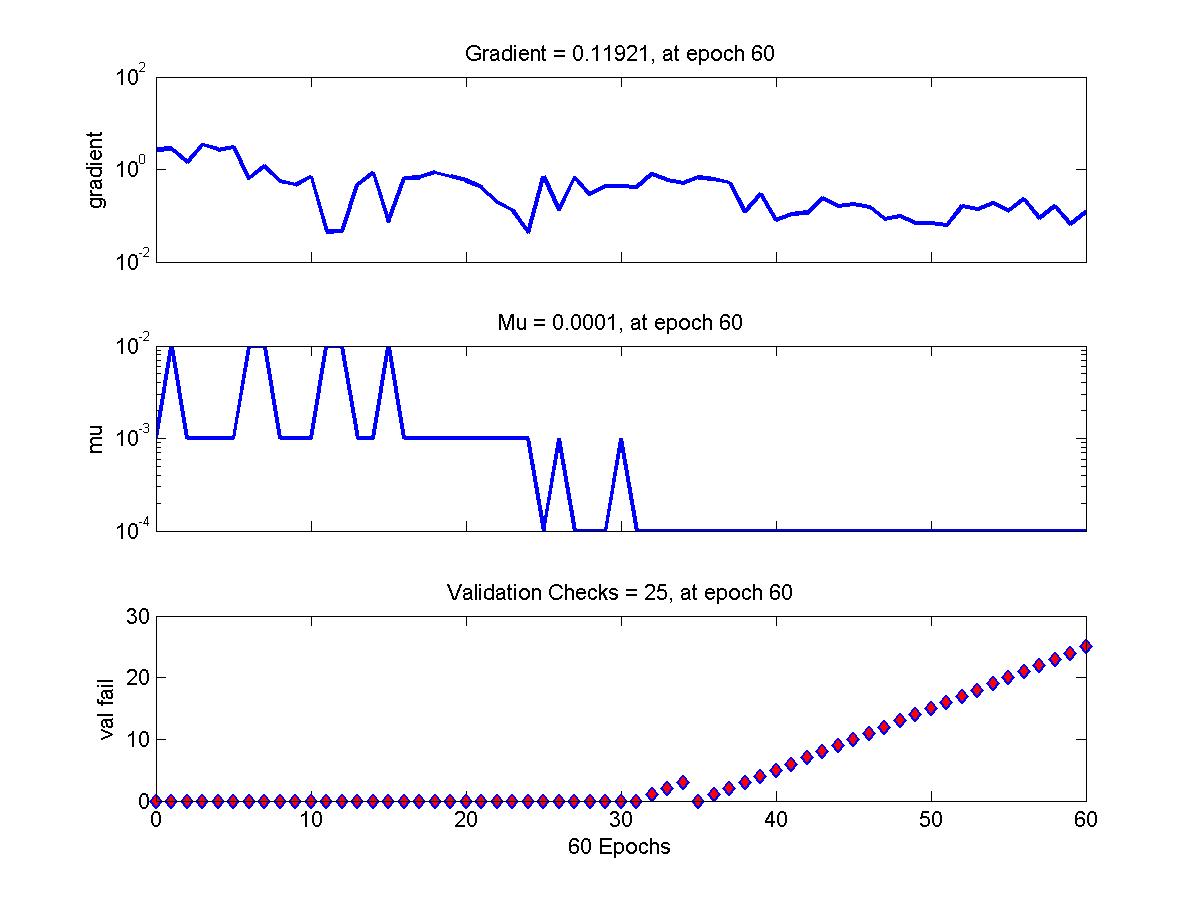 Gradient = 0.11921, at epoch 60
10^2
10^0
10^-2
gradient
Mu = 0.0001, at epoch 60
10^-2
10^-3
10^-4
mu
Validation Checks = 25, at epoch 60
30
20
10
0
val fail
0 10 20 30 40 50 60
60 Epochs